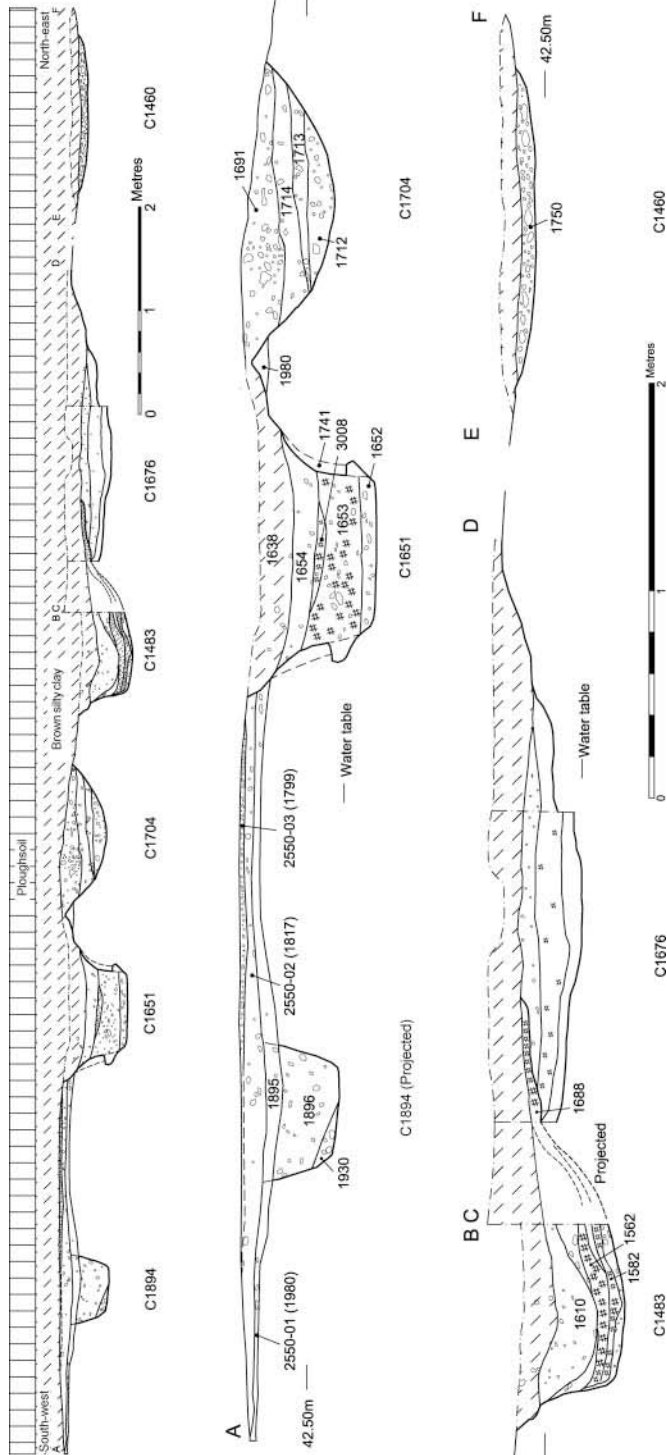 South-west
Ploughsoil
North-east
A
Brown silty clay
B C
D
E
F
C1894
C1651
C1704
C1483
C1676
C1460
0
1
2
Metres
A
2550-01 (1980)
1930
1896
1895
2550-02 (1817)
2550-03 (1799)
1638
1654
1741
3008
1653
1652
1980
1691
1714
1713
1712
42.50m
Water table
C1894 (Projected)
C1651
C1704
B C
D
E
F
1610
1562
1582
Projected
1688
Water table
1750
42.50m
C1483
C1676
C1460
0
1
2
Metres